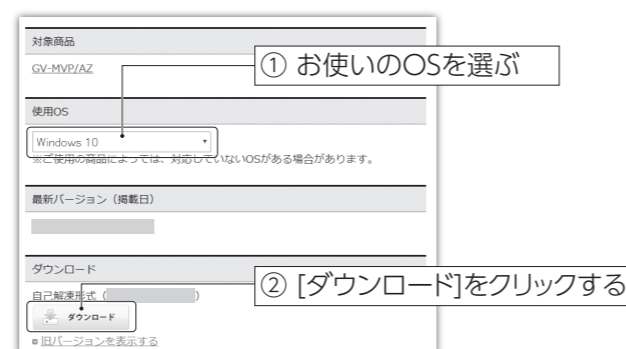 対象商品
① お使いのOSを選ぶ
GV-MVP/AZ
使用OS
Windows 10
※ご使用の商品によっては、対応していないOSがある場合があります。
最新バージョン（掲載日）
ダウンロード
② [ダウンロード]をクリックする
自己解凍形式（ ）
ダウンロード
旧バージョンを表示する